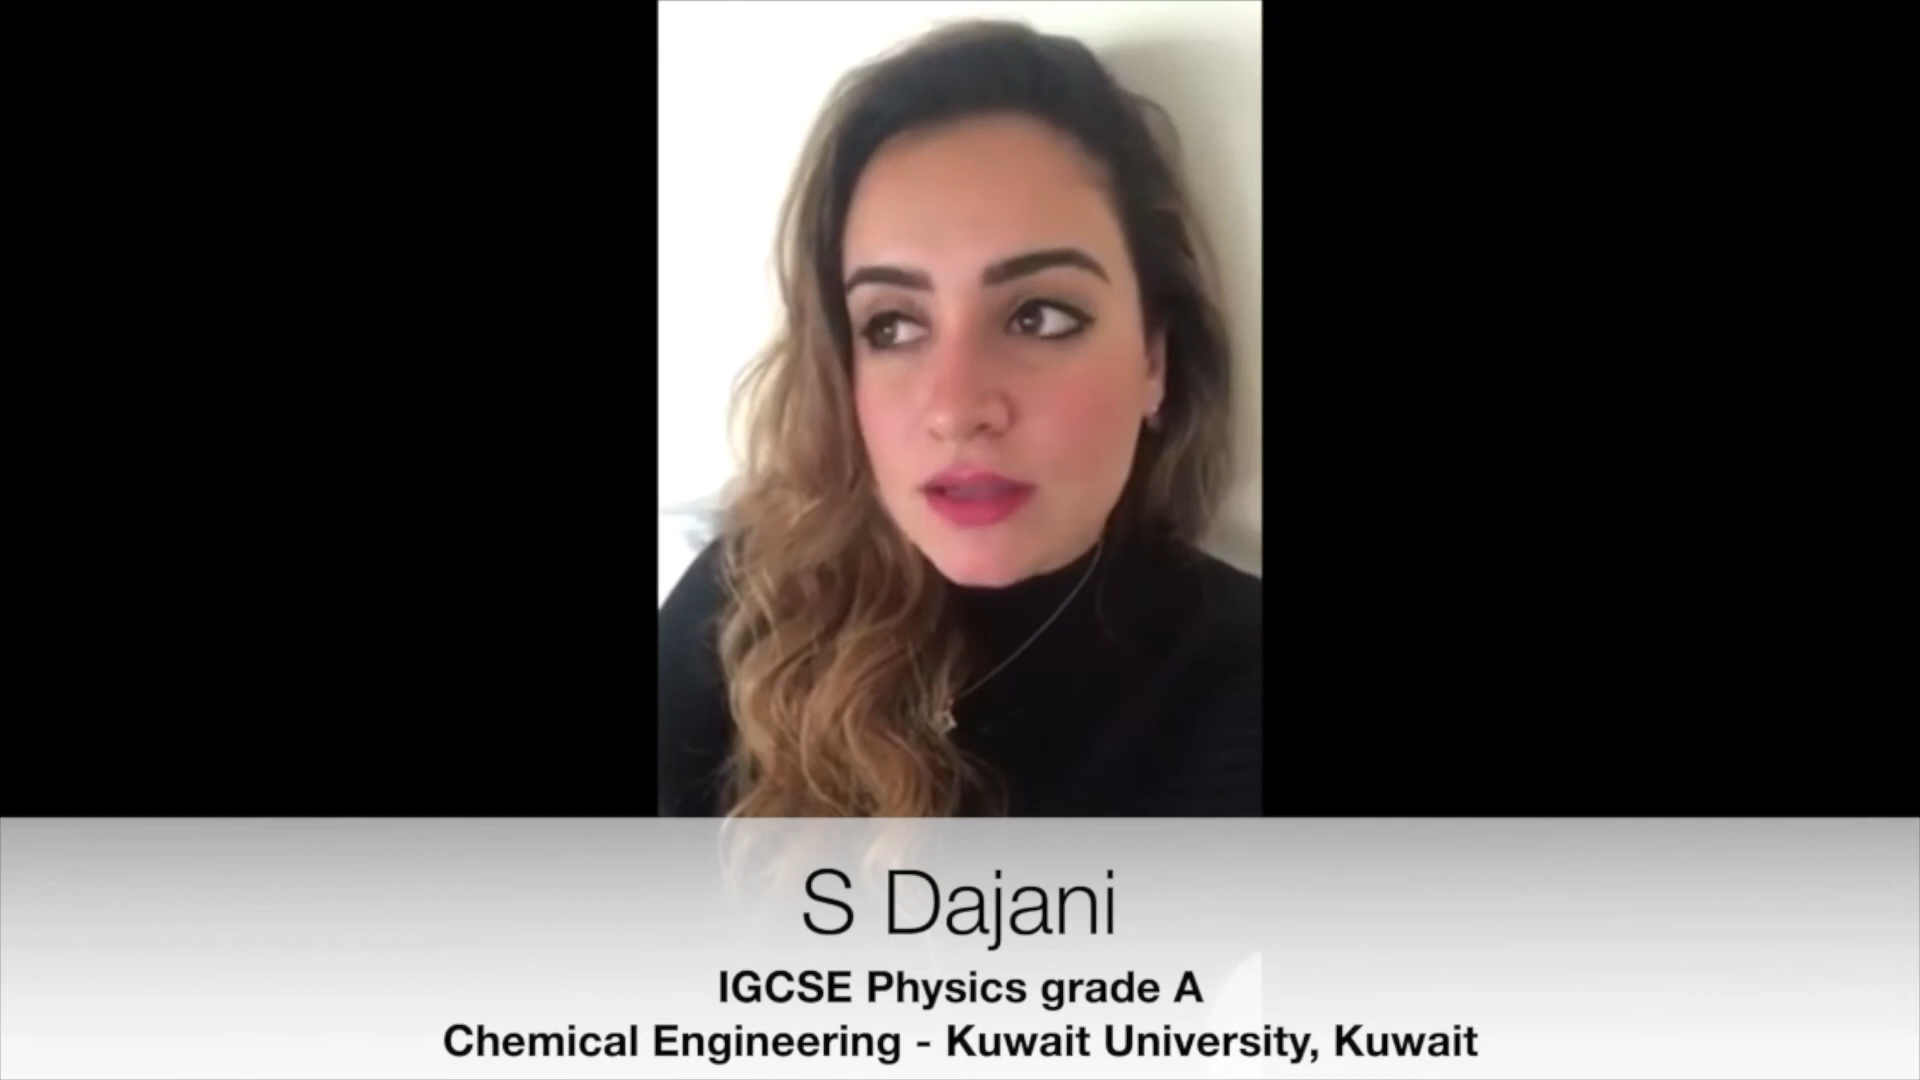 S Dajani
IGCSE Physics grade A
Chemical Engineering - Kuwait University, Kuwait